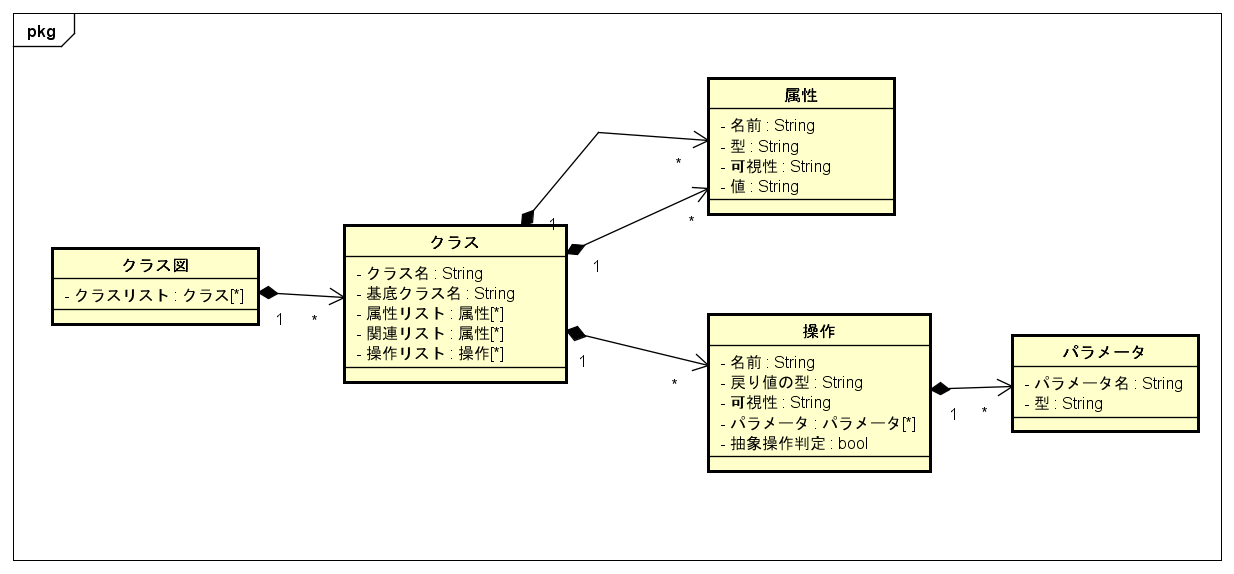 pkg
クラス図
- クラスリスト : クラス[*]
1
*
クラス
- クラス名 : String
- 基底クラス名 : String
- 属性リスト : 属性[*]
- 関連リスト : 属性[*]
- 操作リスト : 操作[*]
1
*
1
*
1
*
属性
- 名前 : String
- 型 : String
- 可視性 : String
- 値 : String
操作
- 名前 : String
- 戻り値の型 : String
- 可視性 : String
- パラメータ : パラメータ[*]
- 抽象操作判定 : bool
1
*
パラメータ
- パラメータ名 : String
- 型 : String